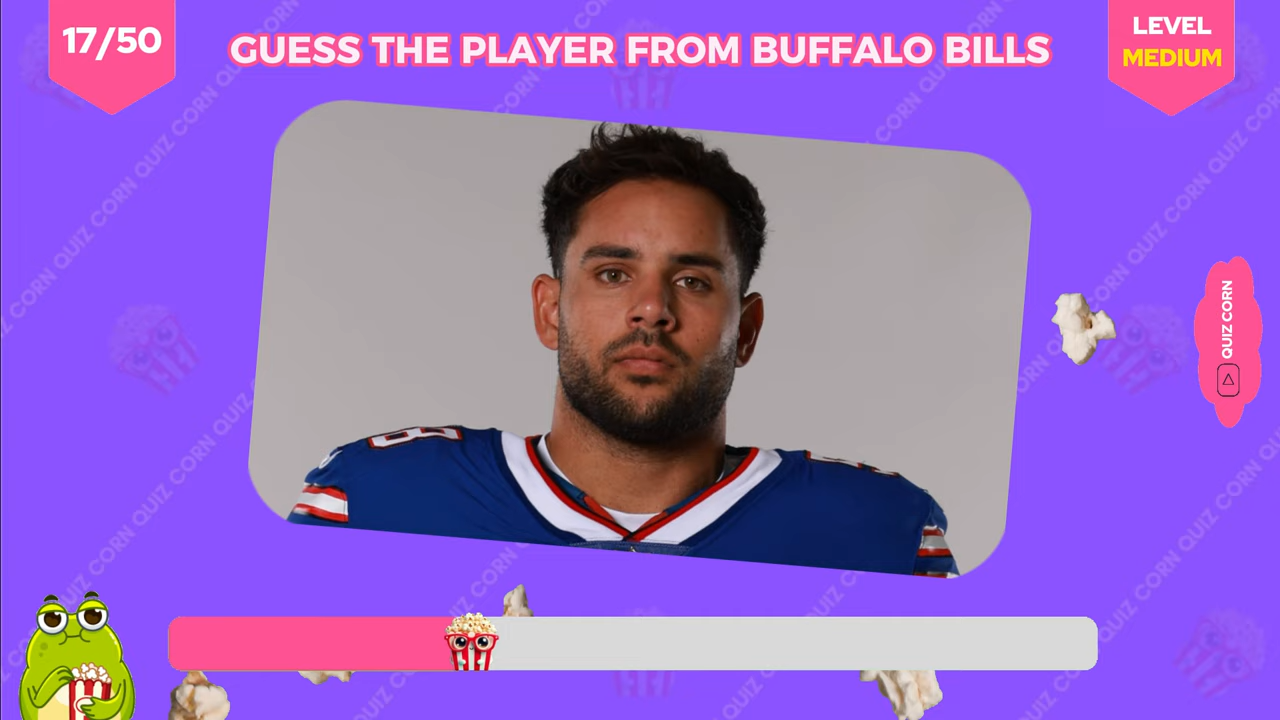 17/50
GUESS THE PLAYER FROM BUFFALO BILLS
LEVEL
MEDIUM
QUIZ CORN